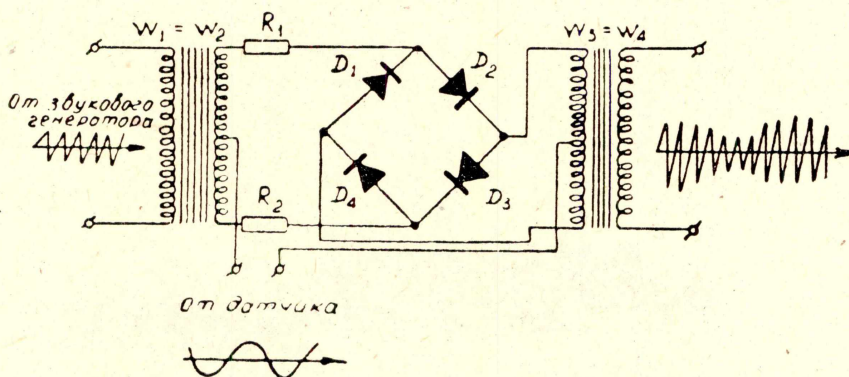 W₁ = W₂
R₁
W₃ = W₄
D₁
D₂
От звукового
генератора
D₄
D₃
R₂
От датчика